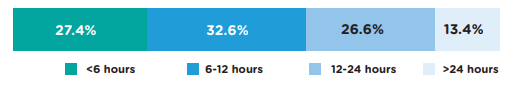 27.4% 32.6% 26.6% 13.4%
<6 hours 6-12 hours 12-24 hours >24 hours